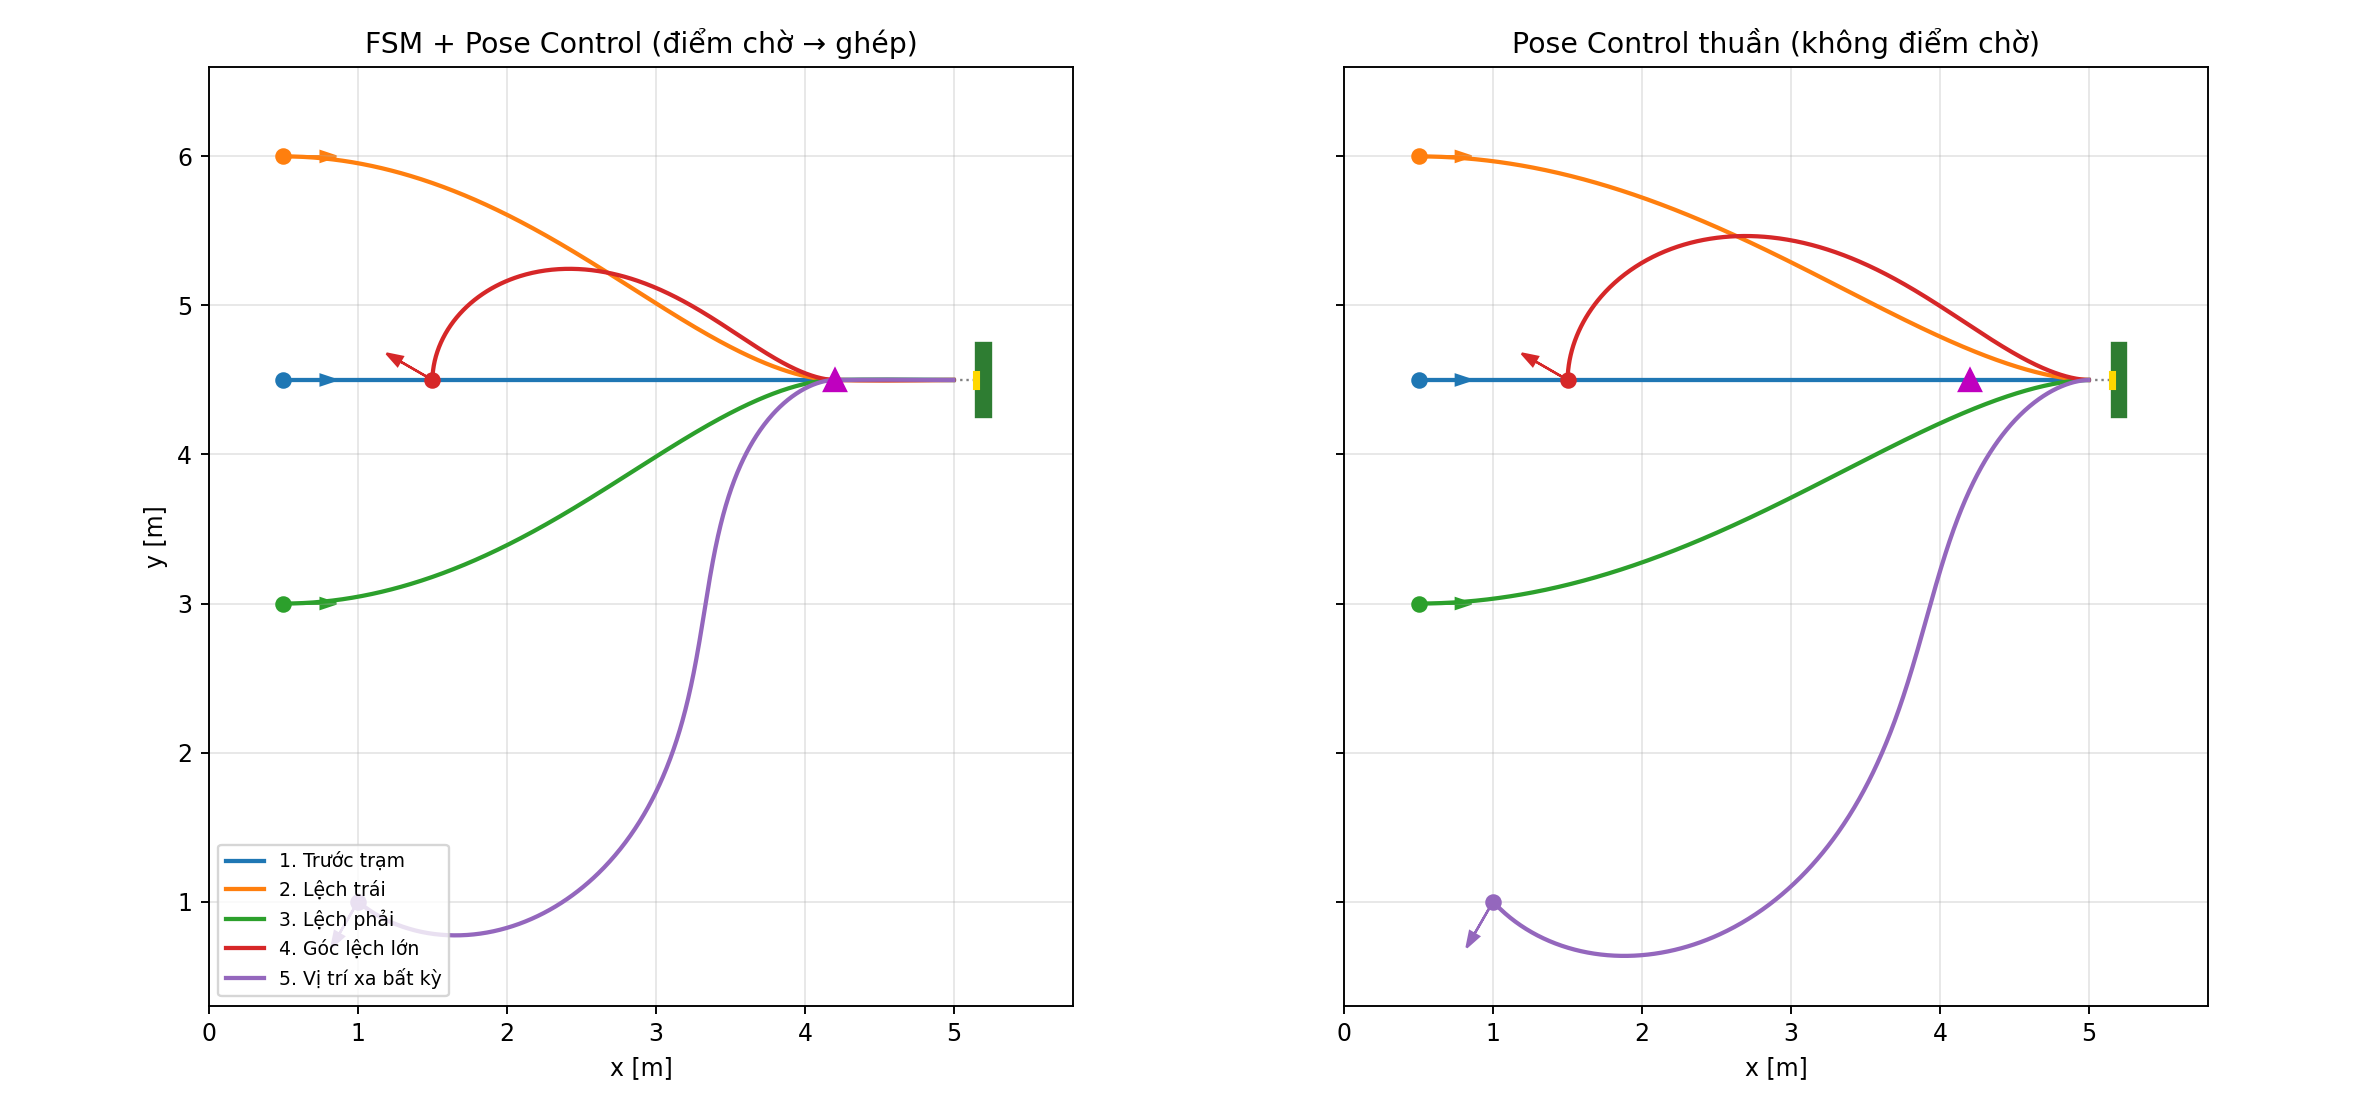 FSM + Pose Control (điểm chờ → ghép)
6
5
4
3
2
1
y [m]
1. Trước trạm
2. Lệch trái
3. Lệch phải
4. Góc lệch lớn
5. Vị trí xa bất kỳ
0 1 2 3 4 5
x [m]
Pose Control thuần (không điểm chờ)
0 1 2 3 4 5
x [m]